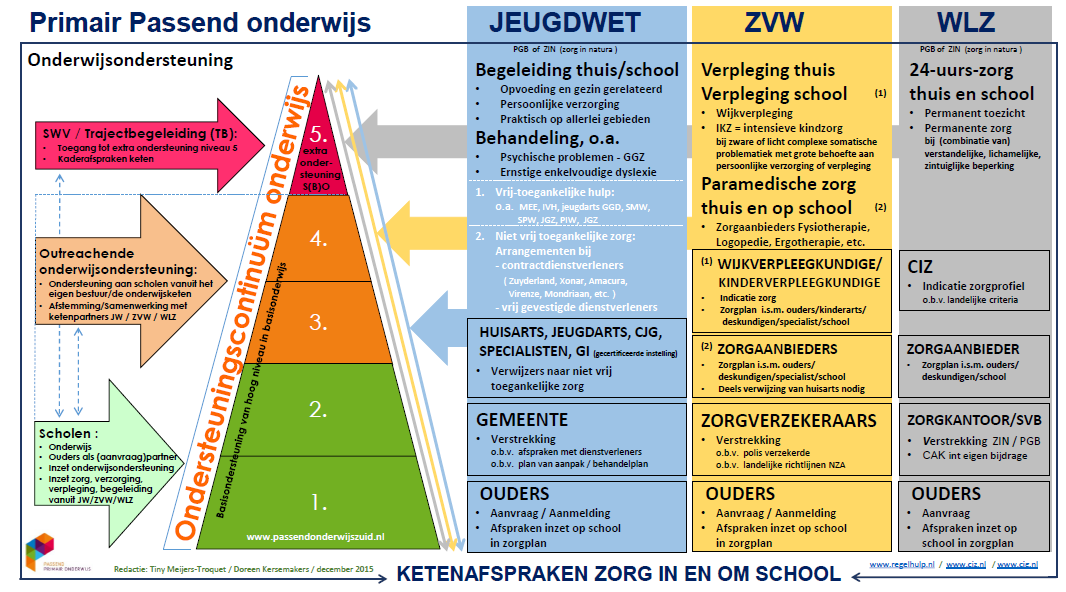 Primair Passend onderwijs
Onderwijsondersteuning
SWV / Trajectbegeleiding (TB):
• Toegang tot extra ondersteuning niveau 5
• Kaderafspraken keten
Outreachende
onderwijsondersteuning:
• Ondersteuning aan scholen vanuit het
eigen bestuur/de onderwijsketen
• Afstemming/Samenwerking met
ketenpartners JW / ZVW / WLZ
Scholen :
• Onderwijs
• Ouders als (aanvraag)partner
• Inzet onderwijsondersteuning
• Inzet zorg, verzorging,
verpleging, begeleiding
vanuit JW/ZVW/WLZ
Ondersteuningscontinuüm onderwijs
Basisondersteuning van hoog niveau in basisonderwijs
5.
extra
onder-
steuning
S(B)O
4.
3.
2.
1.
www.passendonderwijszuid.nl
JEUGDWET
PGB of ZIN (zorg in natura )
Begeleiding thuis/school
• Opvoeding en gezin gerelateerd
• Persoonlijke verzorging
• Praktisch op allerlei gebieden
Behandeling, o.a.
• Psychische problemen - GGZ
• Ernstige enkelvoudige dyslexie
1. Vrij-toegankelijke hulp:
o.a. MEE, IVH, jeugdarts GGD, SMW,
SPW, JGZ, PIW, JGZ
2. Niet vrij toegankelijke zorg:
Arrangementen bij
- contractdienstverleners
( Zuyderland, Xonar, Amacura,
Virenze, Mondriaan, etc. )
- vrij gevestigde dienstverleners
HUISARTS, JEUGDARTS, CJG,
SPECIALISTEN, GI (gecertificeerde instelling)
• Verwijzers naar niet vrij
toegankelijke zorg
GEMEENTE
• Verstrekking
o.b.v. afspraken met dienstverleners
o.b.v. plan van aanpak / behandelplan
OUDERS
• Aanvraag / Aanmelding
• Afspraken inzet op school
in zorgplan
ZVW
Verpleging thuis
Verpleging school (1)
• Wijkverpleging
• IKZ = intensieve kindzorg
bij zware of licht complexe somatische
problematiek met grote behoefte aan
persoonlijke verzorging of verpleging
Paramedische zorg
thuis en op school (2)
• Zorgaanbieders Fysiotherapie,
Logopedie, Ergotherapie, etc.
(1) WIJKVERPLEEGKUNDIGE/
KINDERVERPLEEGKUNDIGE
• Indicatie zorg
• Zorgplan i.s.m. ouders/kinderarts/
deskundigen/specialist/school
(2) ZORGAANBIEDERS
• Zorgplan i.s.m. ouders/
deskundigen/specialist/school
• Deels verwijzing van huisarts nodig
ZORGVERZEKERAARS
• Verstrekking
o.b.v. polis verzekerde
o.b.v. landelijke richtlijnen NZA
OUDERS
• Aanvraag / Aanmelding
• Afspraken inzet op school
in zorgplan
WLZ
PGB of ZIN (zorg in natura )
24-uurs-zorg
thuis en school
• Permanent toezicht
• Permanente zorg
bij (combinatie van)
verstandelijke, lichamelijke,
zintuiglijke beperking
CIZ
• Indicatie zorgprofiel
o.b.v. landelijke criteria
ZORGAANBIEDER
• Zorgplan i.s.m. ouders/
deskundigen/school
ZORGKANTOOR/SVB
• Verstrekking ZIN / PGB
• CAK int eigen bijdrage
OUDERS
• Aanvraag
• Afspraken inzet op
school in zorgplan
PASSEND
PRIMAIR ONDERWIJS
Redactie: Tiny Meijers-Troquet / Doreen Kersemakers / december 2015
KETENAFSPRAKEN ZORG IN EN OM SCHOOL
www.regelhulp.nl / www.ciz.nl / www.cjg.nl